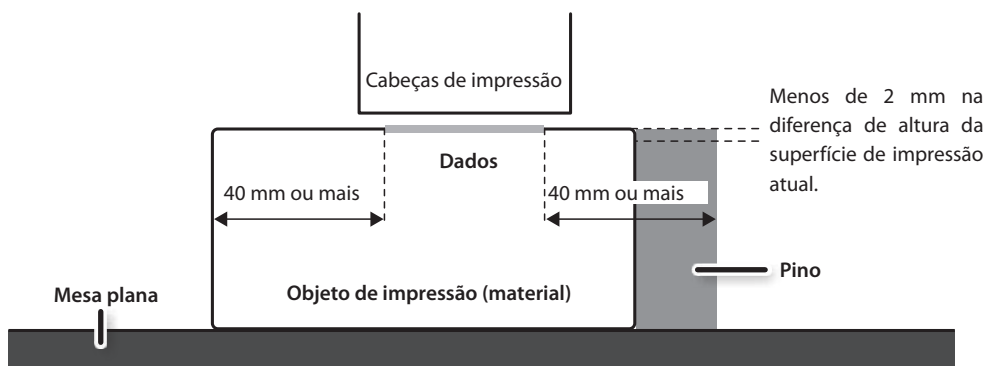 Cabeças de impressão
Menos de 2 mm na
diferença de altura da
superfície de impressão
atual.
Dados
40 mm ou mais
40 mm ou mais
Pino
Mesa plana
Objeto de impressão (material)